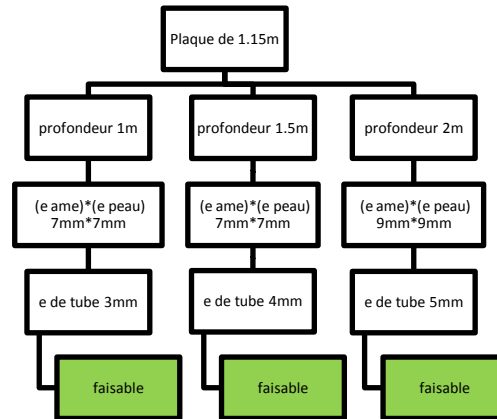 Plaque de 1.15m
profondeur 1m
profondeur 1.5m
profondeur 2m
(e ame)*(e peau)
7mm*7mm
(e ame)*(e peau)
7mm*7mm
(e ame)*(e peau)
9mm*9mm
e de tube 3mm
e de tube 4mm
e de tube 5mm
faisable
faisable
faisable